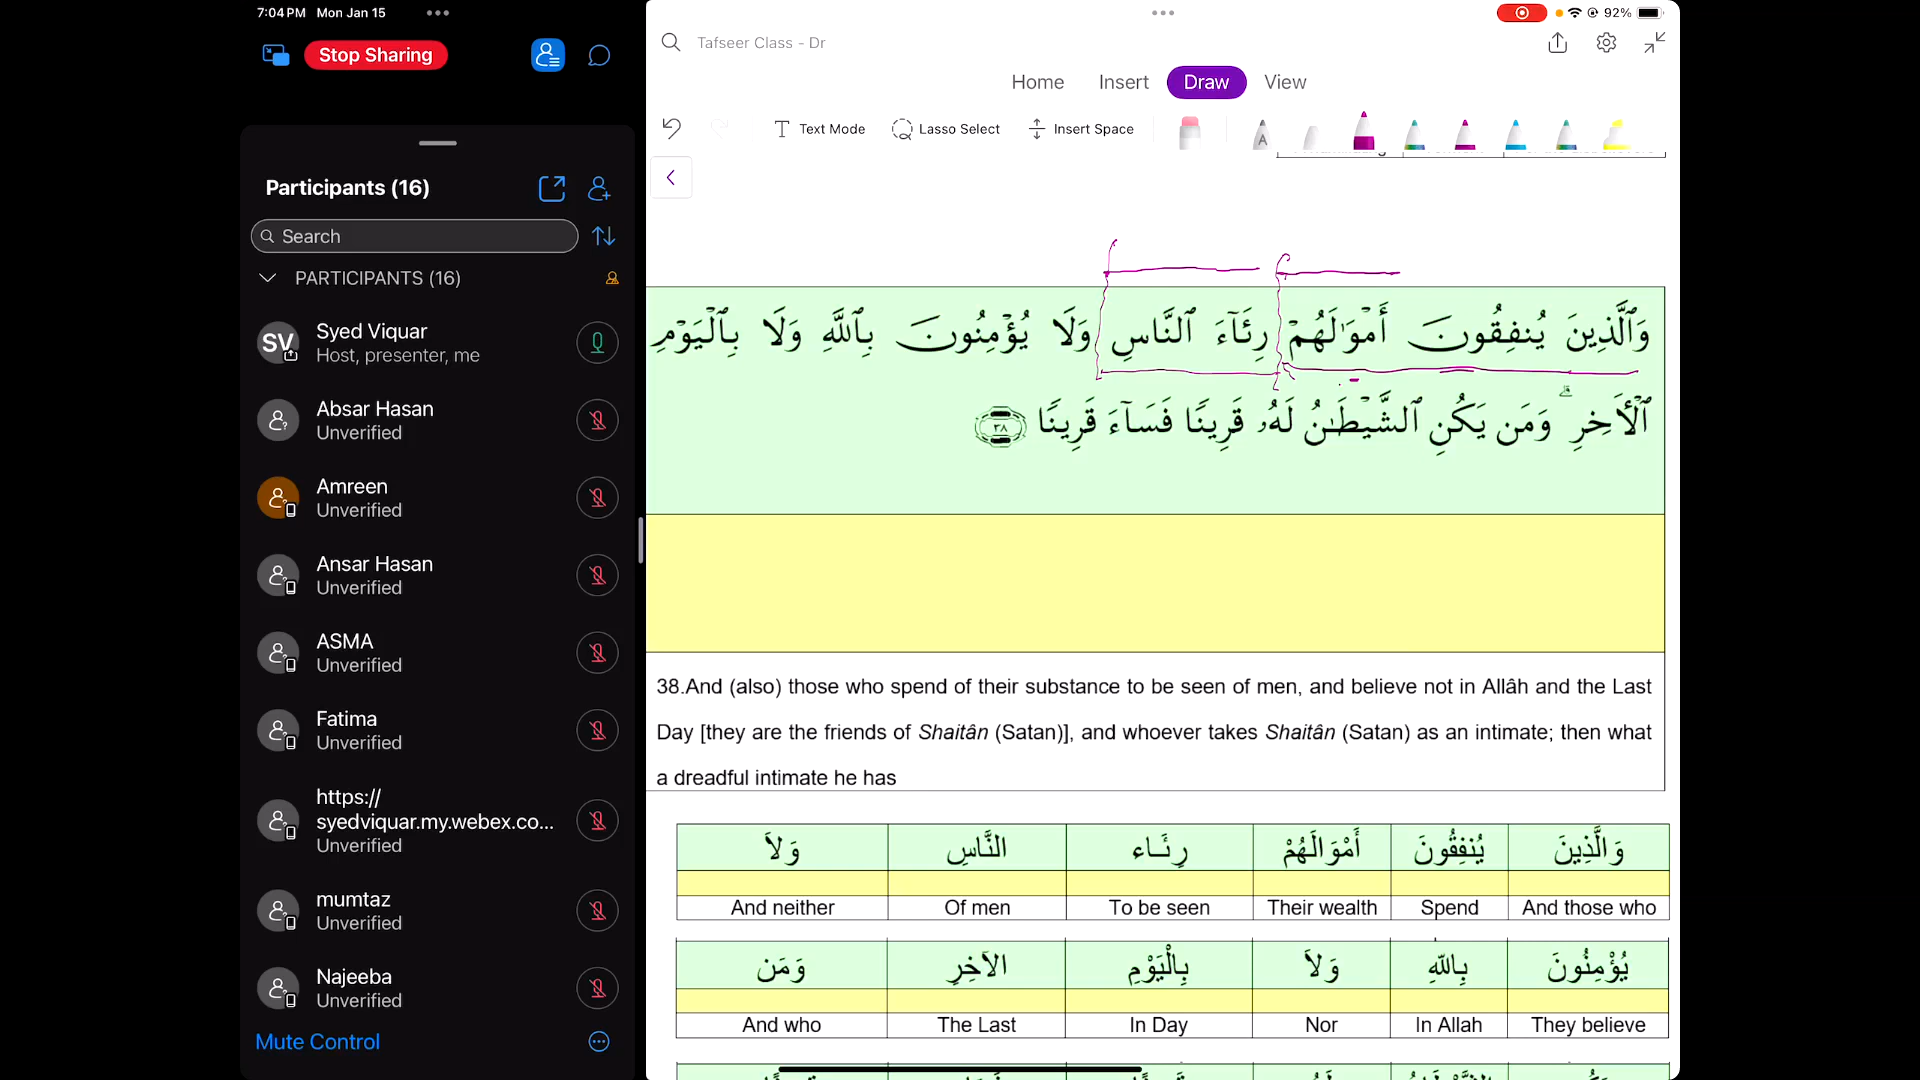 7:04 PM Mon Jan 15
Stop Sharing
Participants (16)
Search
PARTICIPANTS (16)
SV
Syed Viquar
Host, presenter, me
Absar Hasan
Unverified
Amreen
Unverified
Ansar Hasan
Unverified
ASMA
Unverified
Fatima
Unverified
https://
syedviquar.my.webex.co...
Unverified
mumtaz
Unverified
Najeeba
Unverified
Mute Control
92%
Tafseer Class - Dr
Home Insert Draw View
Text Mode Lasso Select Insert Space
وَٱلَّذِينَ يُنفِقُونَ أَمْوَٰلَهُمْ رِئَآءَ ٱلنَّاسِ وَلَا يُؤْمِنُونَ بِٱللَّهِ وَلَا بِٱلْيَوْمِ
ٱلْأَخِرِ ۗ وَمَن يَكُنِ ٱلشَّيْطَٰنُ لَهُۥ قَرِينًا فَسَآءَ قَرِينًا ٣٨
38.And (also) those who spend of their substance to be seen of men, and believe not in Allâh and the Last
Day [they are the friends of Shaitân (Satan)], and whoever takes Shaitân (Satan) as an intimate; then what
a dreadful intimate he has
وَالَّذِينَ يُنفِقُونَ أَمْوَالَهُمْ رِئَـاء النَّاسِ وَلاَ
And neither Of men To be seen Their wealth Spend And those who
يُؤْمِنُونَ بِاللّهِ وَلاَ بِالْيَوْمِ الآخِرِ وَمَن
And who The Last In Day Nor In Allah They believe